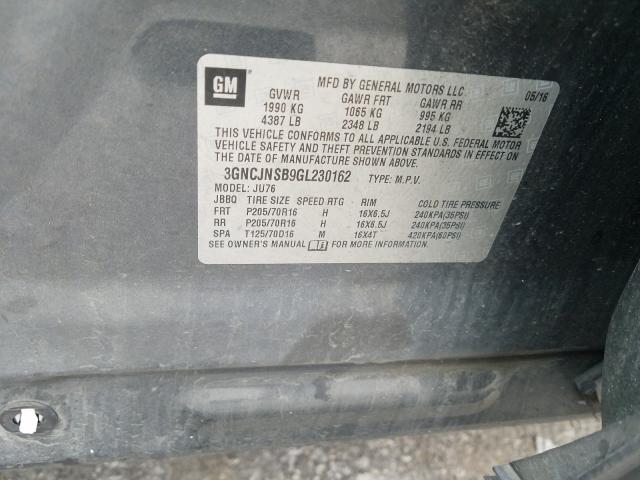 GM
MFD BY GENERAL MOTORS LLC
05/16
GVWR GAWR FRT GAWR RR
1990 KG 1065 KG 995 KG
4387 LB 2348 LB 2194 LB
THIS VEHICLE CONFORMS TO ALL APPLICABLE U.S. FEDERAL MOTOR
VEHICLE SAFETY AND THEFT PREVENTION STANDARDS IN EFFECT ON
THE DATE OF MANUFACTURE SHOWN ABOVE.
3GNCJNSB9GL230162 TYPE: M.P.V.
MODEL: JU76
JBBQ TIRE SIZE SPEED RTG RIM COLD TIRE PRESSURE
FRT P205/70R16 H 16X6.5J 240KPA(35PSI)
RR P205/70R16 H 16X6.5J 240KPA(35PSI)
SPA T125/70D16 M 16X4T 420KPA(60PSI)
SEE OWNER'S MANUAL FOR MORE INFORMATION.